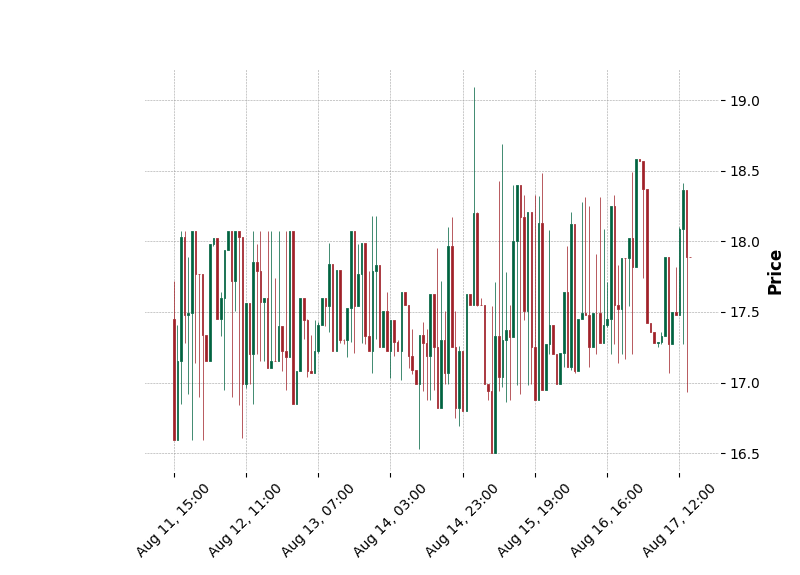 19.0
18.5
18.0
17.5
17.0
16.5
Price
Aug 11, 15:00
Aug 12, 11:00
Aug 13, 07:00
Aug 14, 03:00
Aug 14, 23:00
Aug 15, 19:00
Aug 16, 16:00
Aug 17, 12:00